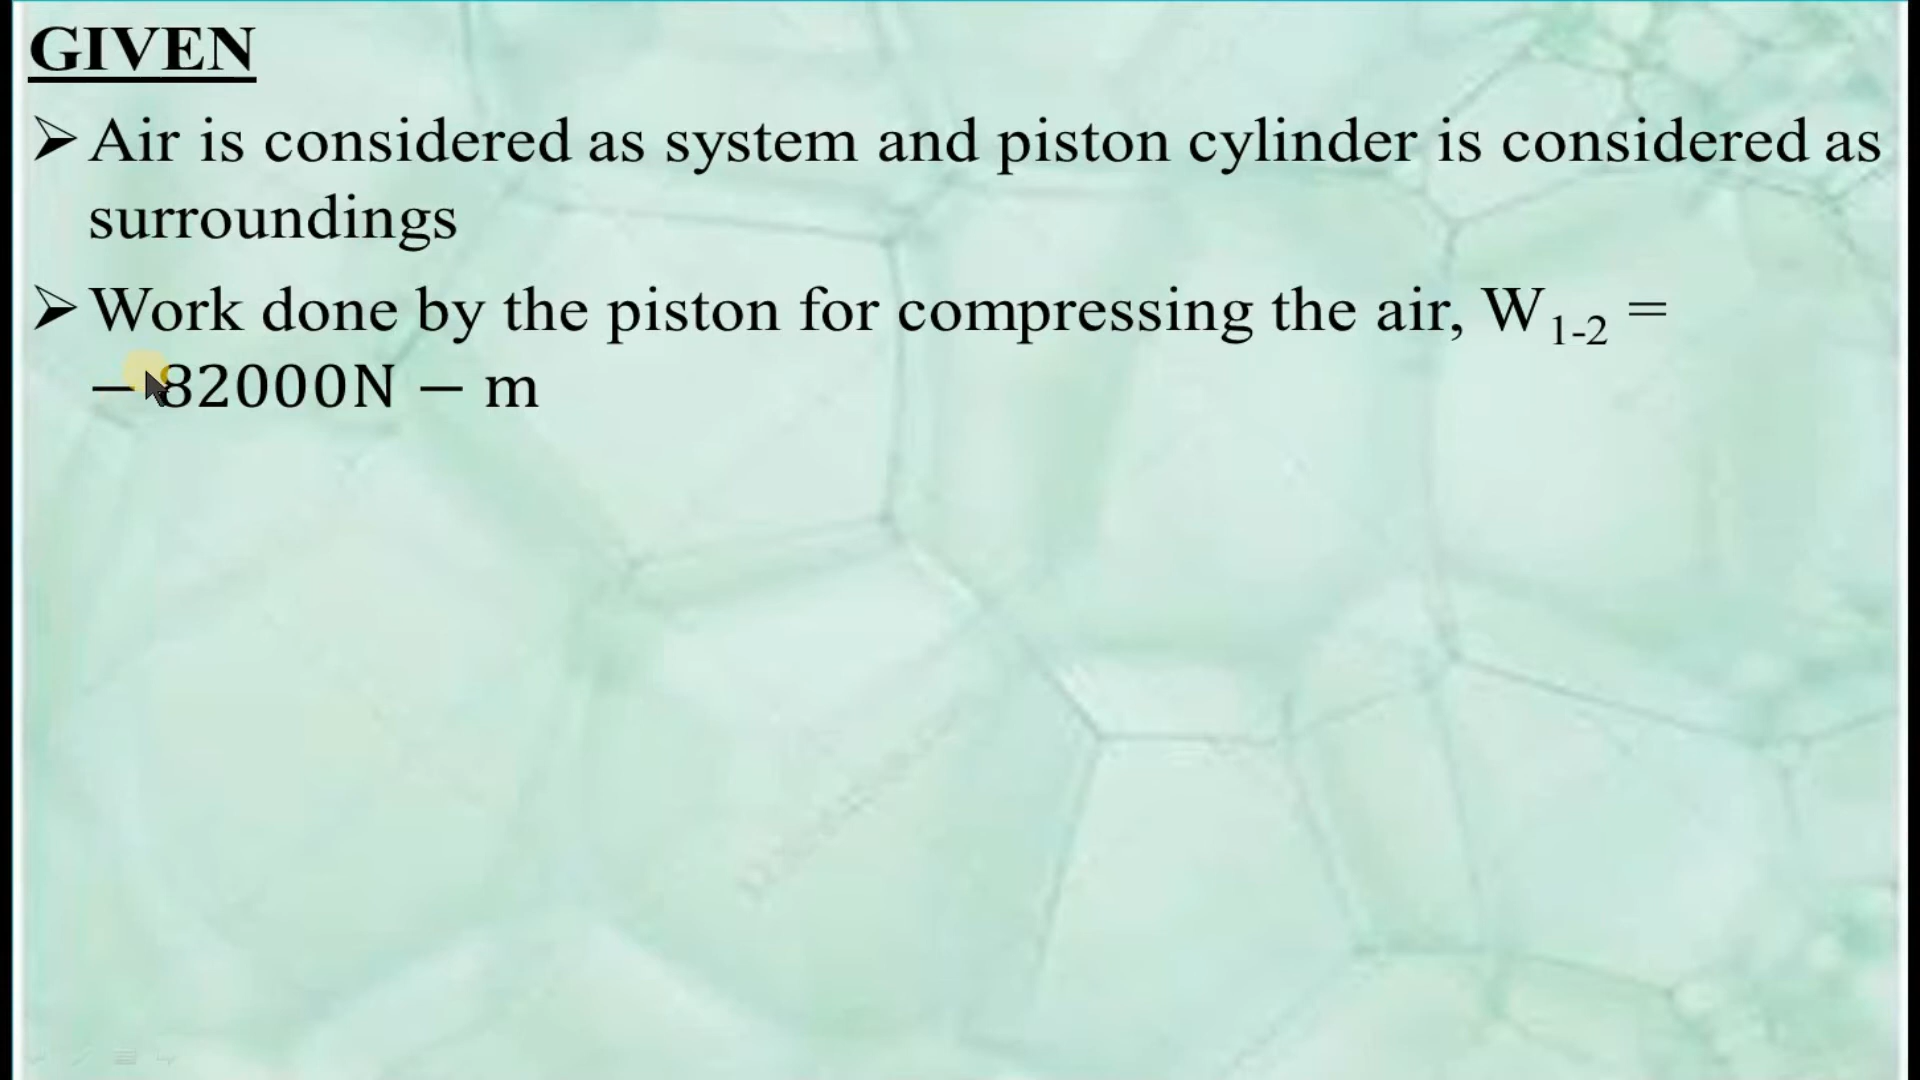 GIVEN
➢ Air is considered as system and piston cylinder is considered as
surroundings
➢ Work done by the piston for compressing the air, W₁₋₂ =
− 82000N − m